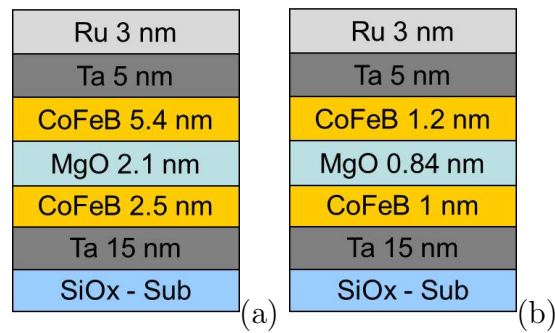 Ru 3 nm
Ta 5 nm
CoFeB 5.4 nm
MgO 2.1 nm
CoFeB 2.5 nm
Ta 15 nm
SiOx - Sub
(a)
Ru 3 nm
Ta 5 nm
CoFeB 1.2 nm
MgO 0.84 nm
CoFeB 1 nm
Ta 15 nm
SiOx - Sub
(b)